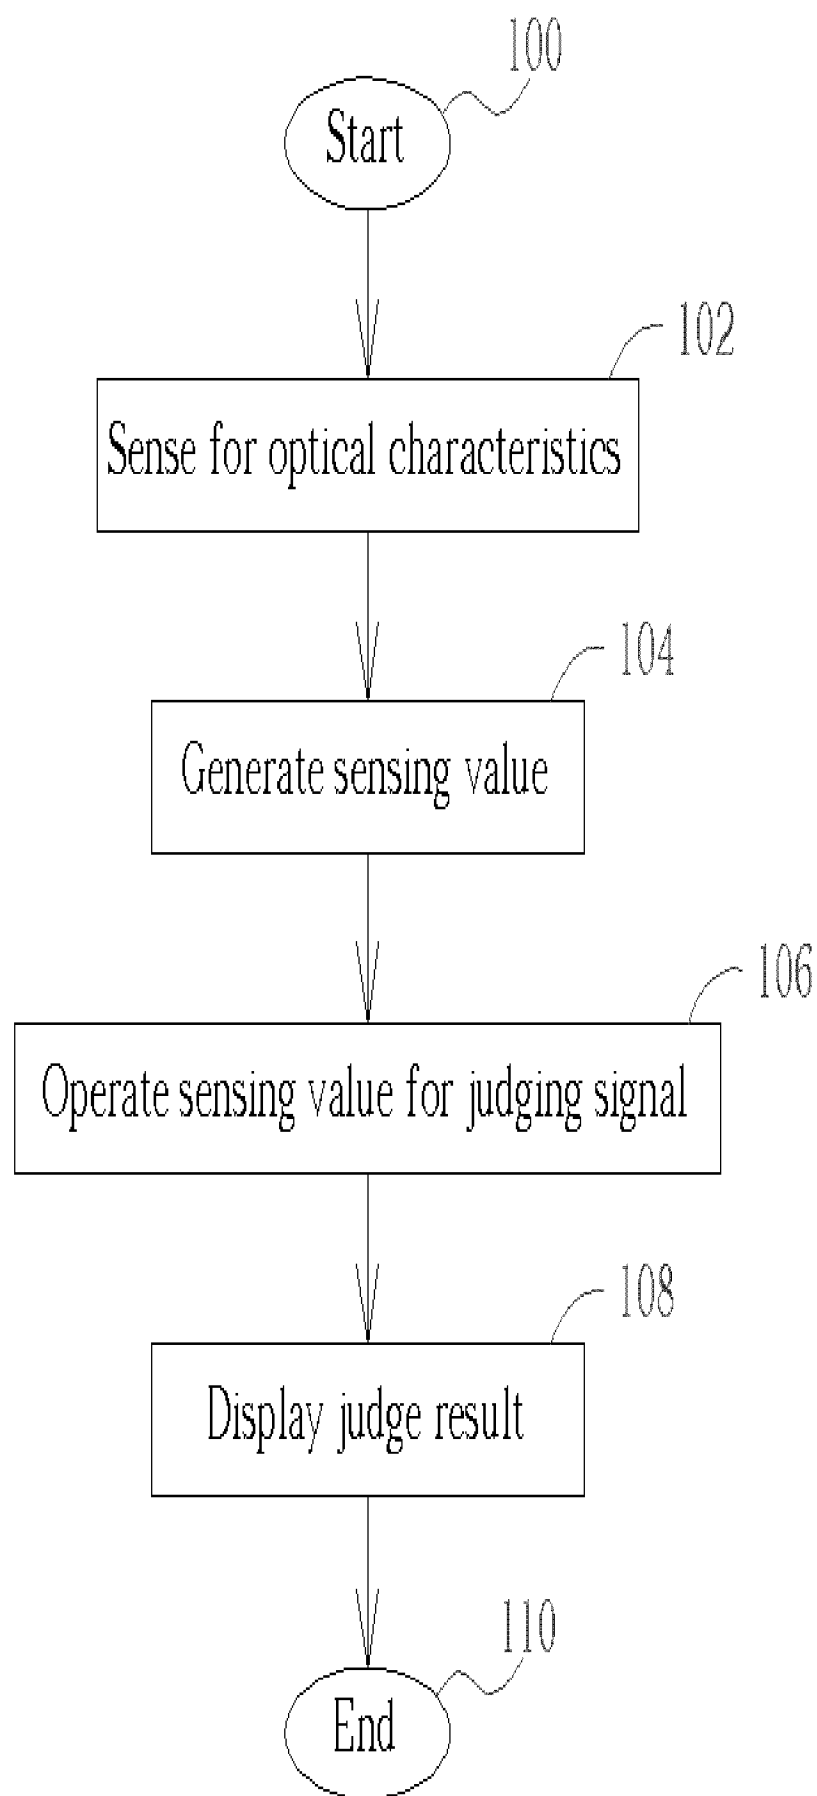 100
Start
102
Sense for optical characteristics
104
Generate sensing value
106
Operate sensing value for judging signal
108
Display judge result
110
End